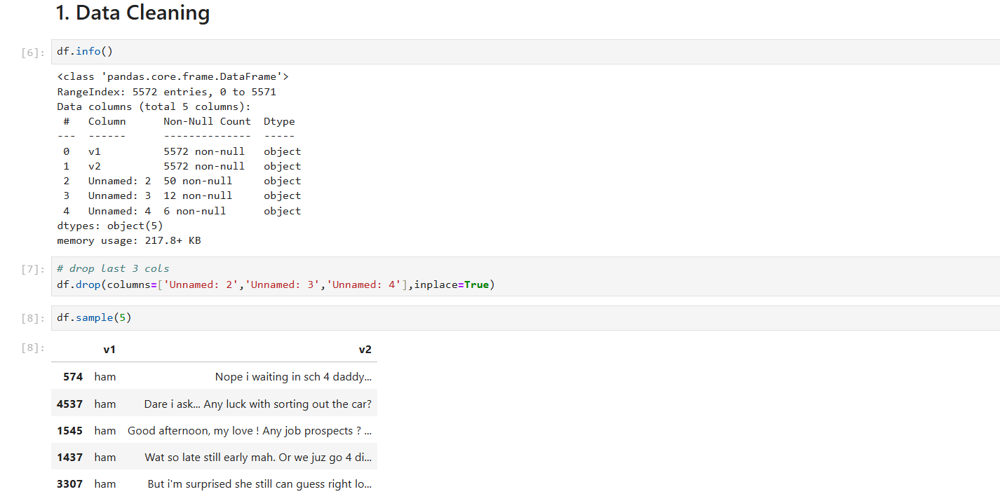 1. Data Cleaning
[6]: df.info()
<class 'pandas.core.frame.DataFrame'>
RangeIndex: 5572 entries, 0 to 5571
Data columns (total 5 columns):
 #   Column      Non-Null Count  Dtype
---  ------      --------------  -----
 0   v1          5572 non-null   object
 1   v2          5572 non-null   object
 2   Unnamed: 2  50 non-null     object
 3   Unnamed: 3  12 non-null     object
 4   Unnamed: 4  6 non-null      object
dtypes: object(5)
memory usage: 217.8+ KB
[7]: # drop last 3 cols
df.drop(columns=['Unnamed: 2','Unnamed: 3','Unnamed: 4'],inplace=True)
[8]: df.sample(5)
[8]: v1 v2
574 ham Nope i waiting in sch 4 daddy...
4537 ham Dare i ask... Any luck with sorting out the car?
1545 ham Good afternoon, my love ! Any job prospects ? ...
1437 ham Wat so late still early mah. Or we juz go 4 di...
3307 ham But i'm surprised she still can guess right lo...